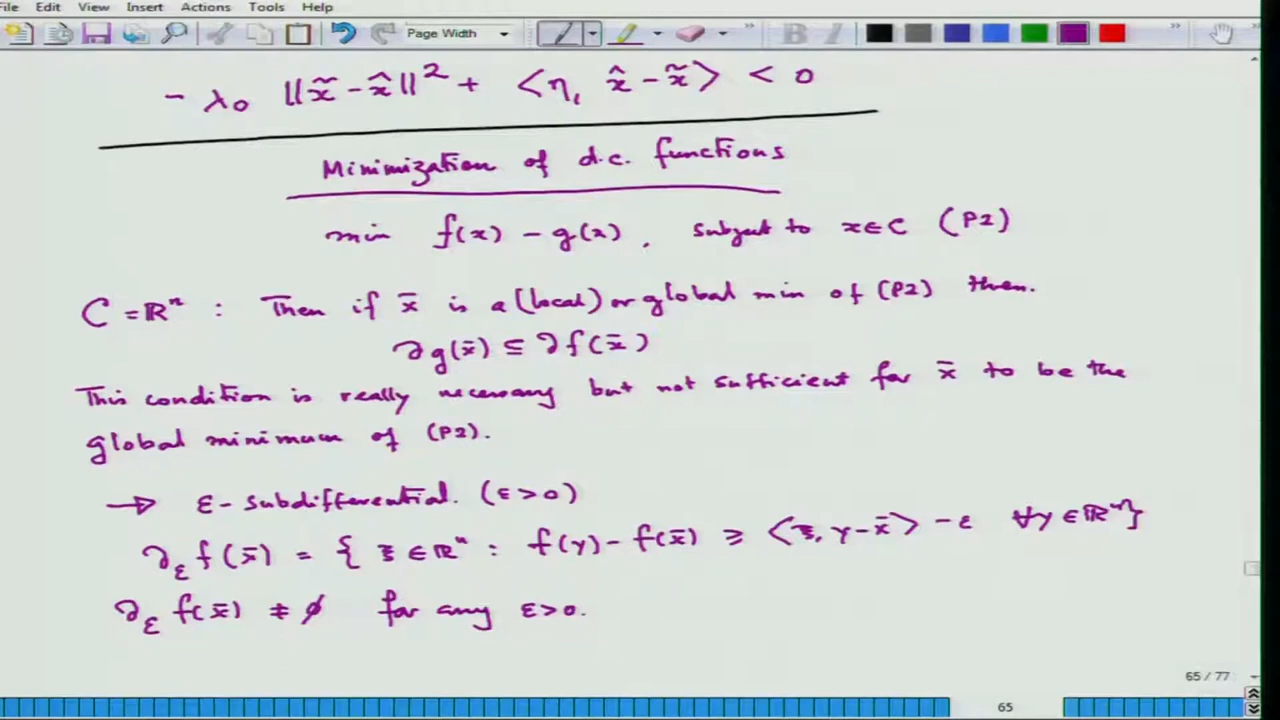 File Edit View Insert Actions Tools Help
Page Width
- λ0 ||x̃ - x̂||² + ⟨η, x̂ - x̃⟩ < 0
Minimization of d.c. functions
min f(x) - g(x), subject to x ∈ C (P2)
C = ℝⁿ : Then if x̄ is a (local) or global min of (P2) then.
∂g(x̄) ⊆ ∂f(x̄)
This condition is really necessary but not sufficient for x̄ to be the
global minimum of (P2).
→ ε-subdifferential. (ε>0)
∂_ε f(x̄) = { ξ ∈ ℝⁿ : f(y) - f(x̄) ≥ ⟨ξ, y - x̄⟩ - ε ∀y ∈ ℝⁿ}
∂_ε f(x̄) ≠ ∅ for any ε>0.
65 / 77
65